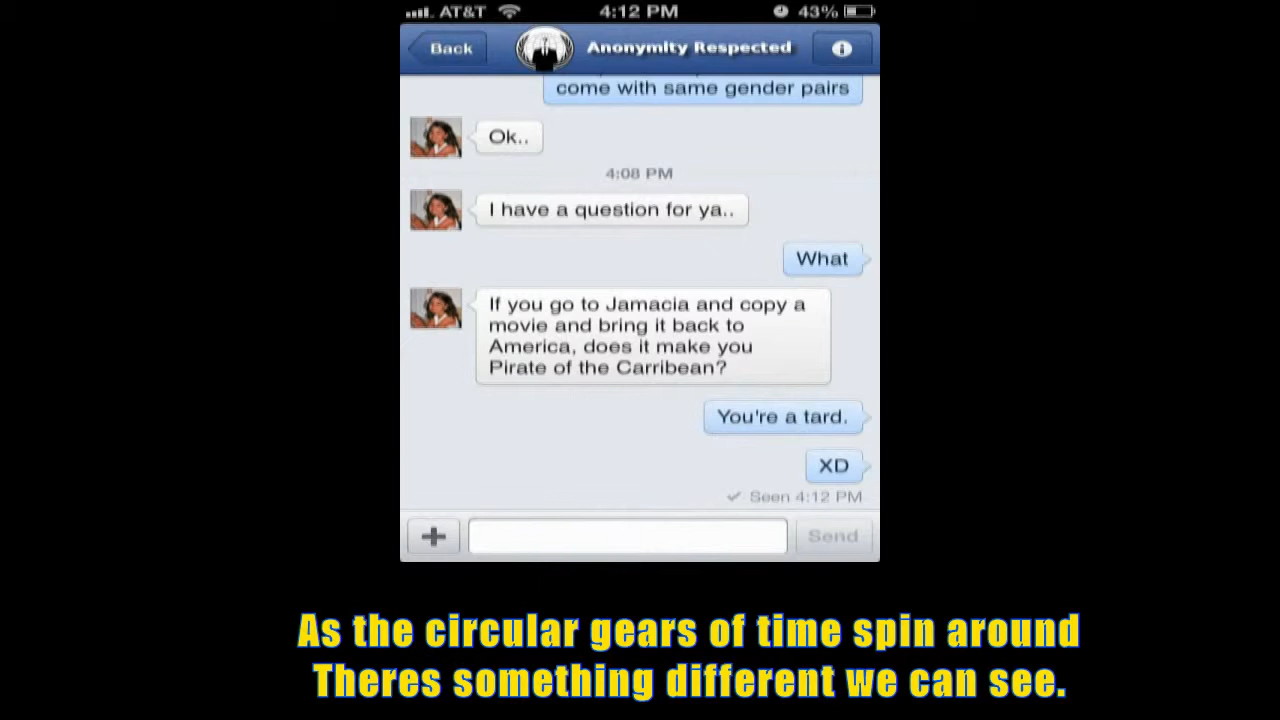 AT&T 4:12 PM 43%
Back Anonymity Respected
come with same gender pairs
Ok..
4:08 PM
I have a question for ya..
What
If you go to Jamacia and copy a
movie and bring it back to
America, does it make you
Pirate of the Carribean?
You're a tard.
XD
Seen 4:12 PM
Send
As the circular gears of time spin around
Theres something different we can see.